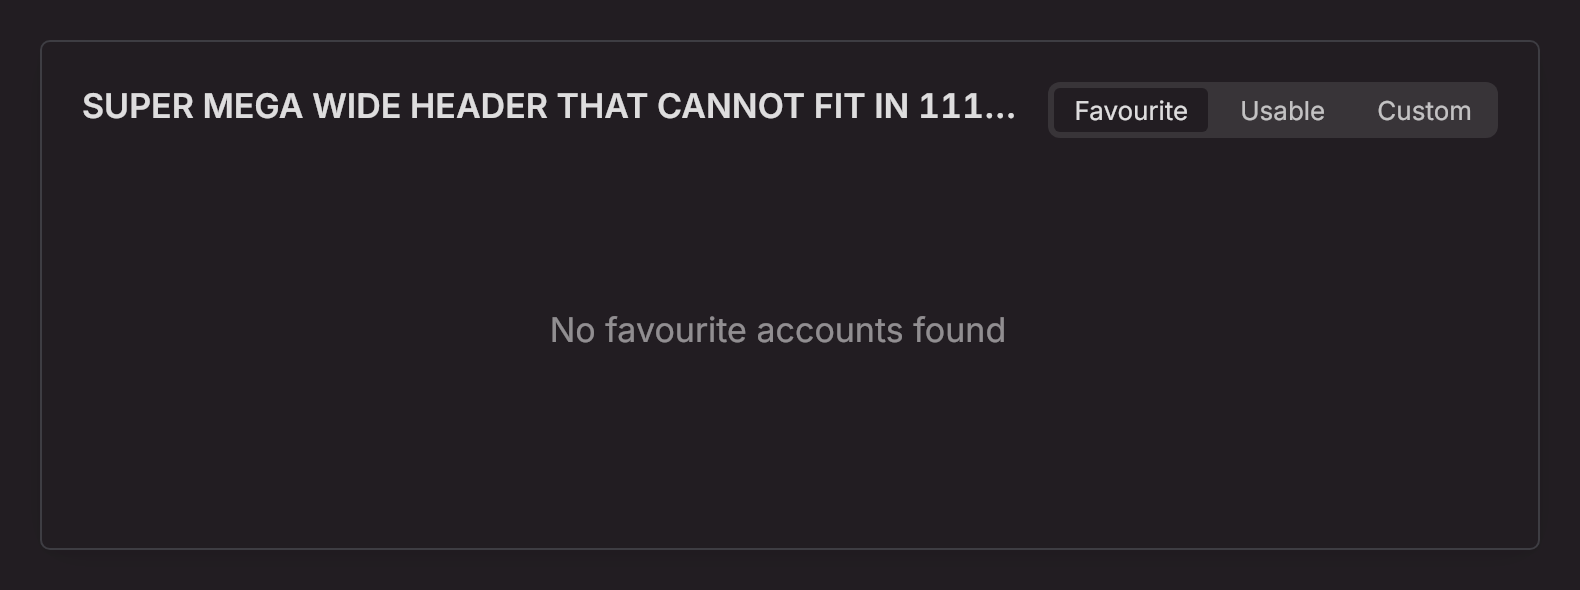 SUPER MEGA WIDE HEADER THAT CANNOT FIT IN 111...
Favourite Usable Custom
No favourite accounts found